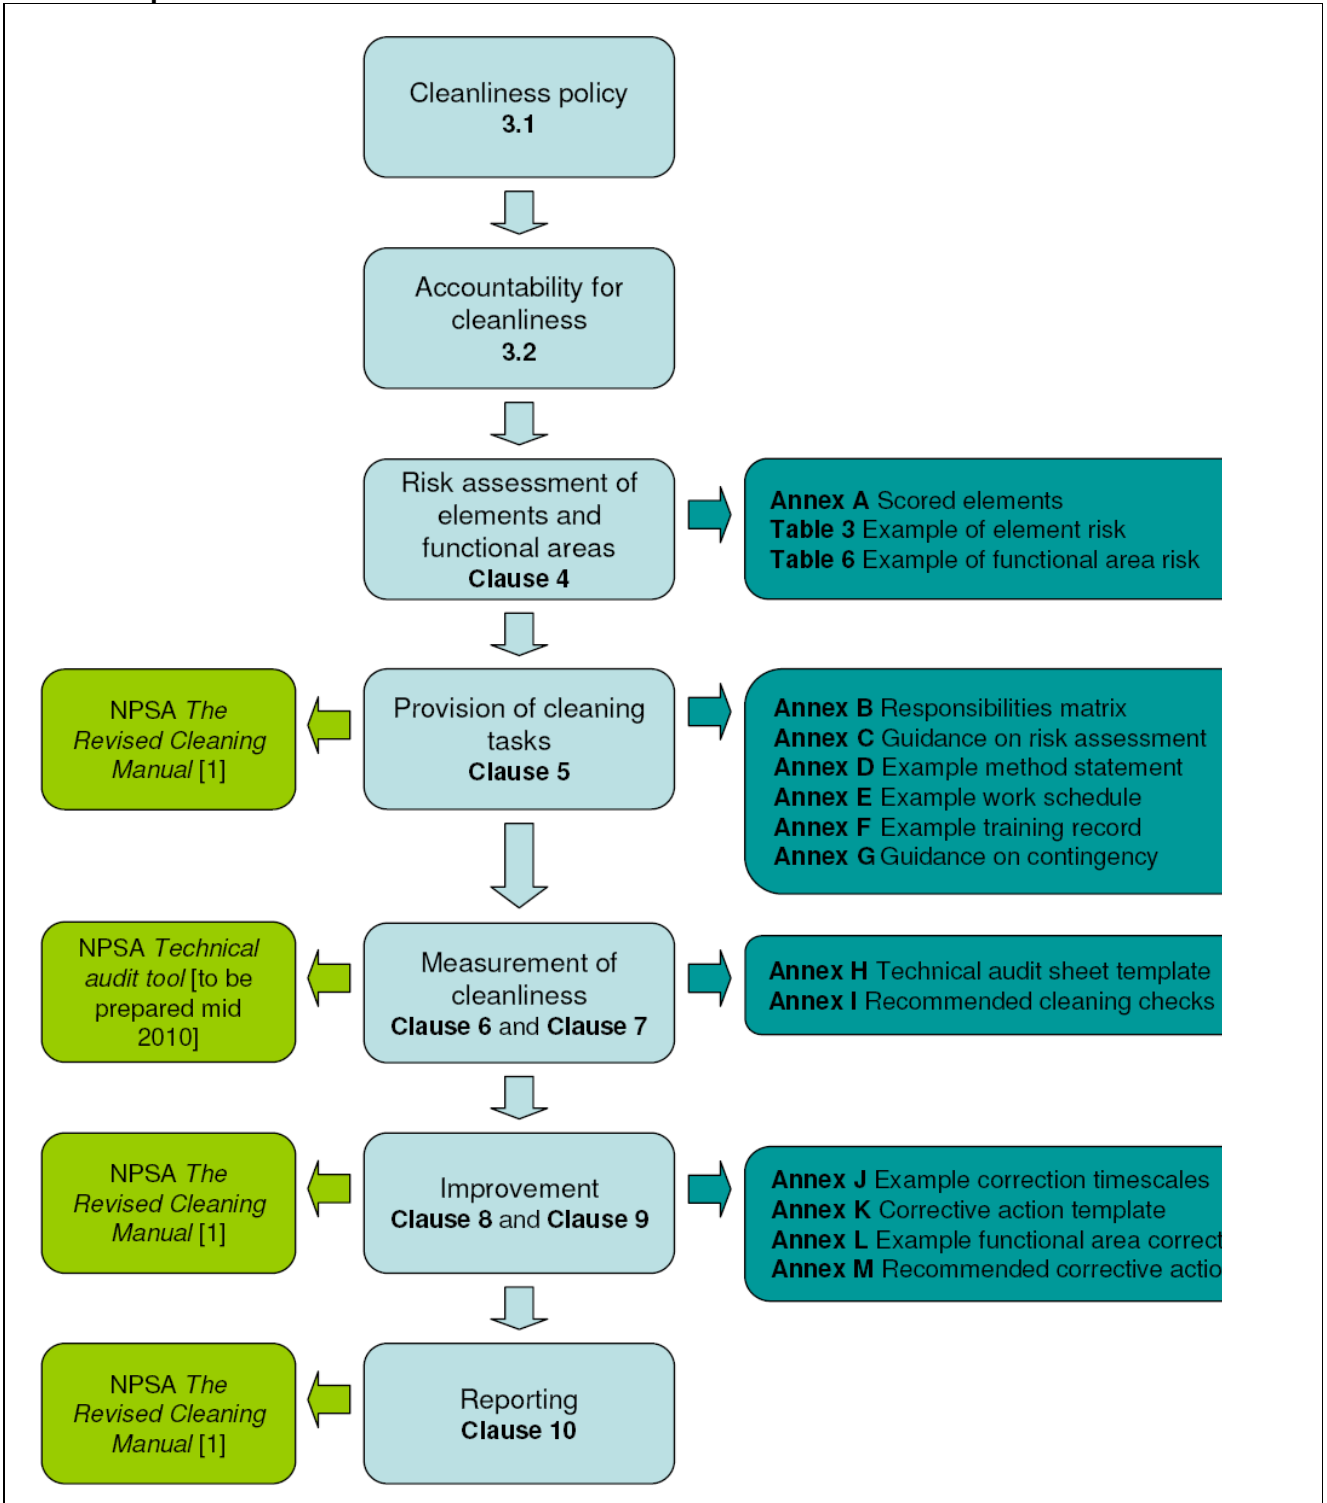 Cleanliness policy
3.1
Accountability for
cleanliness
3.2
Risk assessment of
elements and
functional areas
Clause 4
Annex A Scored elements
Table 3 Example of element risk
Table 6 Example of functional area risk
NPSA The
Revised Cleaning
Manual [1]
Provision of cleaning
tasks
Clause 5
Annex B Responsibilities matrix
Annex C Guidance on risk assessment
Annex D Example method statement
Annex E Example work schedule
Annex F Example training record
Annex G Guidance on contingency
NPSA Technical
audit tool [to be
prepared mid
2010]
Measurement of
cleanliness
Clause 6 and Clause 7
Annex H Technical audit sheet template
Annex I Recommended cleaning checks
NPSA The
Revised Cleaning
Manual [1]
Improvement
Clause 8 and Clause 9
Annex J Example correction timescales
Annex K Corrective action template
Annex L Example functional area correct
Annex M Recommended corrective actio
NPSA The
Revised Cleaning
Manual [1]
Reporting
Clause 10